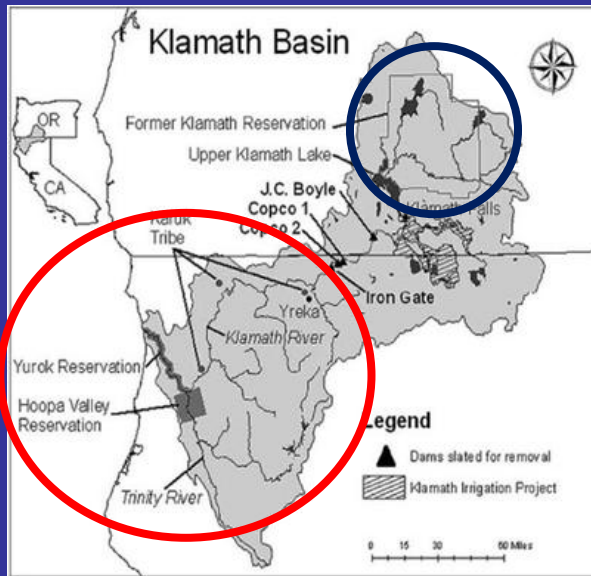 Klamath Basin
OR
CA
Former Klamath Reservation
Upper Klamath Lake
J.C. Boyle
Copco 1
Copco 2
Klamath Falls
Karuk
Tribe
Iron Gate
Yreka
Klamath River
Yurok Reservation
Hoopa Valley
Reservation
Trinity River
Legend
Dams slated for removal
Klamath Irrigation Project
0 15 30 60 Miles